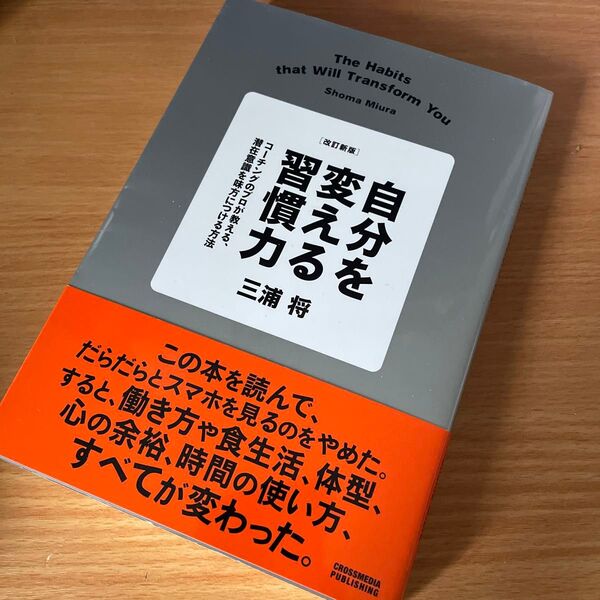 The Habits
that Will Transform You
Shoma Miura
[改訂新版]
自分を
変える
習慣力
コーチングのプロが教える、
潜在意識を味方につける方法
三浦 将
この本を読んで、
だらだらとスマホを見るのをやめた。
すると、働き方や食生活、体型、
心の余裕、時間の使い方、
すべてが変わった。
CROSSMEDIA
PUBLISHING